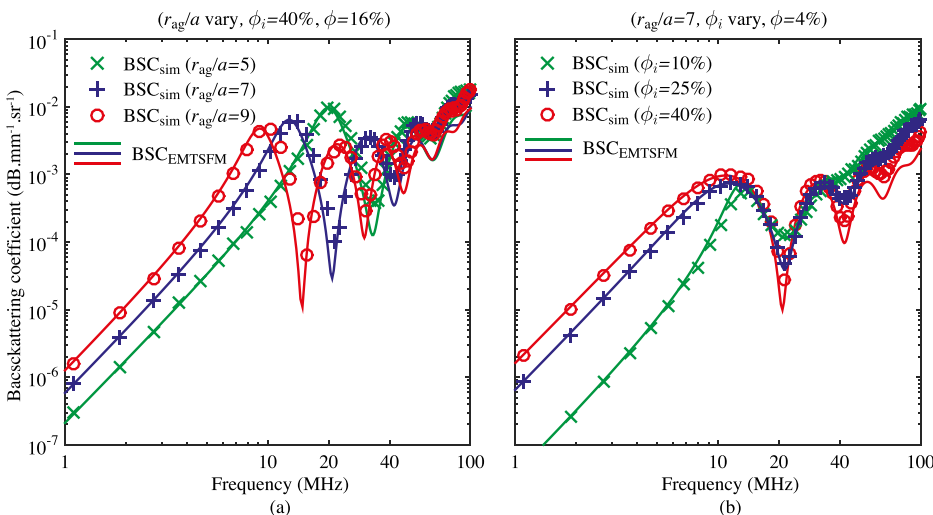 (r_ag/a vary, ϕ_i=40%, ϕ=16%)
10^-1
10^-2
10^-3
10^-4
10^-5
10^-6
10^-7
Bacsckattering coefficient (dB.mm^-1.sr^-1)
BSC_sim (r_ag/a=5)
BSC_sim (r_ag/a=7)
BSC_sim (r_ag/a=9)
BSC_EMTSFM
1 10 20 40 100
Frequency (MHz)
(a)
(r_ag/a=7, ϕ_i vary, ϕ=4%)
BSC_sim (ϕ_i=10%)
BSC_sim (ϕ_i=25%)
BSC_sim (ϕ_i=40%)
BSC_EMTSFM
1 10 20 40 100
Frequency (MHz)
(b)